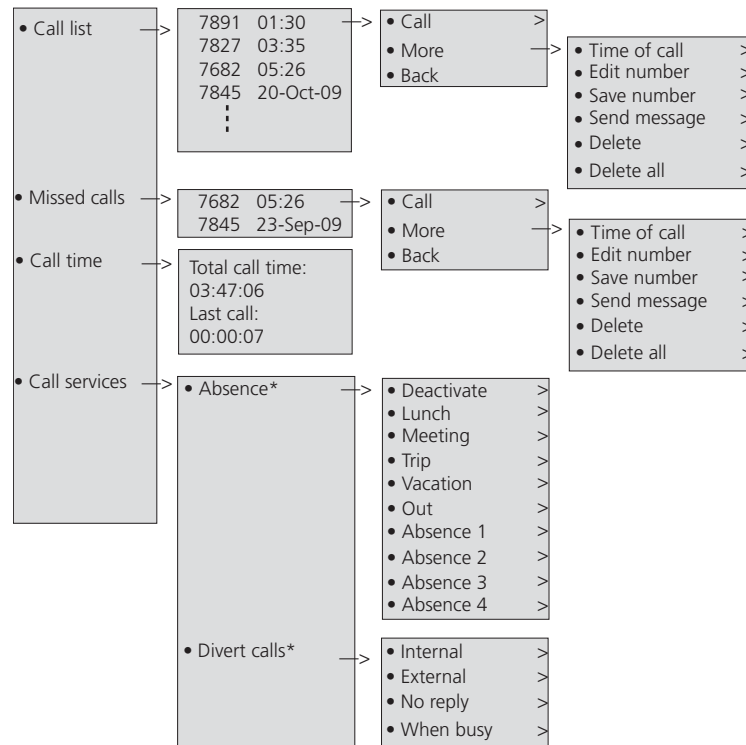 • Call list —>
7891 01:30 —>
7827 03:35
7682 05:26
7845 20-Oct-09
• Call >
• More —>
• Back
• Time of call >
• Edit number >
• Save number >
• Send message >
• Delete >
• Delete all >
• Missed calls —>
7682 05:26 —>
7845 23-Sep-09
• Call >
• More —>
• Back
• Time of call >
• Edit number >
• Save number >
• Send message >
• Delete >
• Delete all >
• Call time —>
Total call time:
03:47:06
Last call:
00:00:07
• Call services —>
• Absence* —>
• Deactivate >
• Lunch >
• Meeting >
• Trip >
• Vacation >
• Out >
• Absence 1 >
• Absence 2 >
• Absence 3 >
• Absence 4 >
• Divert calls* —>
• Internal >
• External >
• No reply >
• When busy >